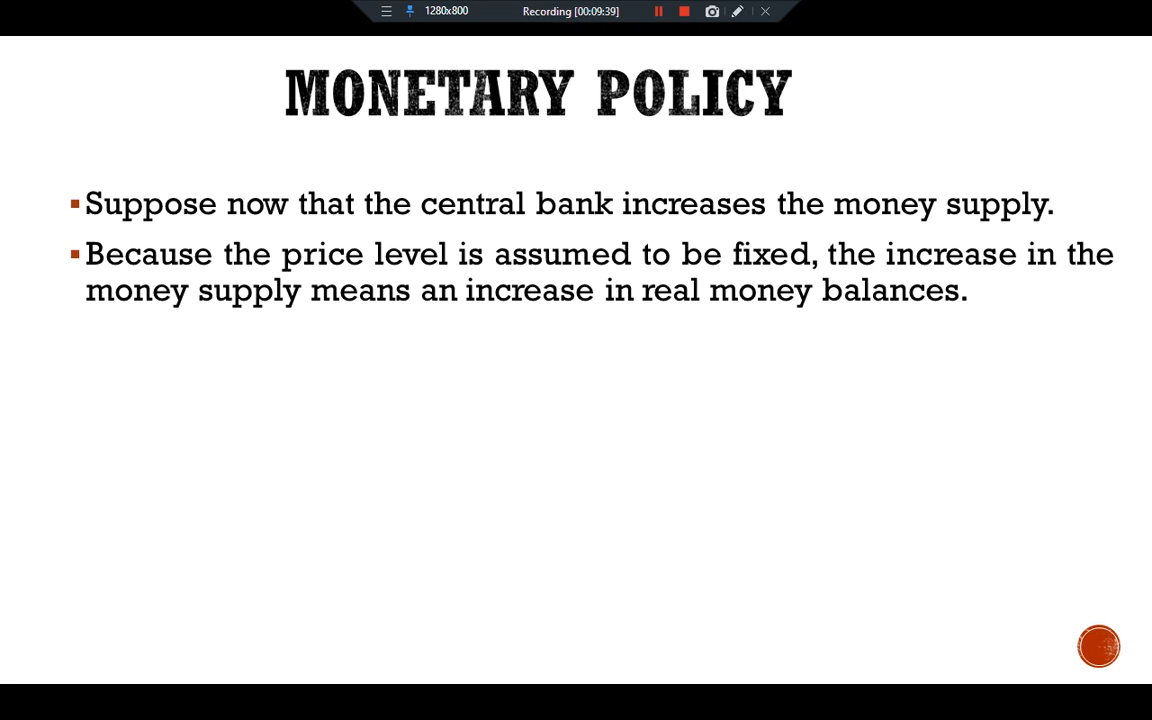 1280x800 Recording [00:09:39]
MONETARY POLICY
▪Suppose now that the central bank increases the money supply.
▪Because the price level is assumed to be fixed, the increase in the
money supply means an increase in real money balances.